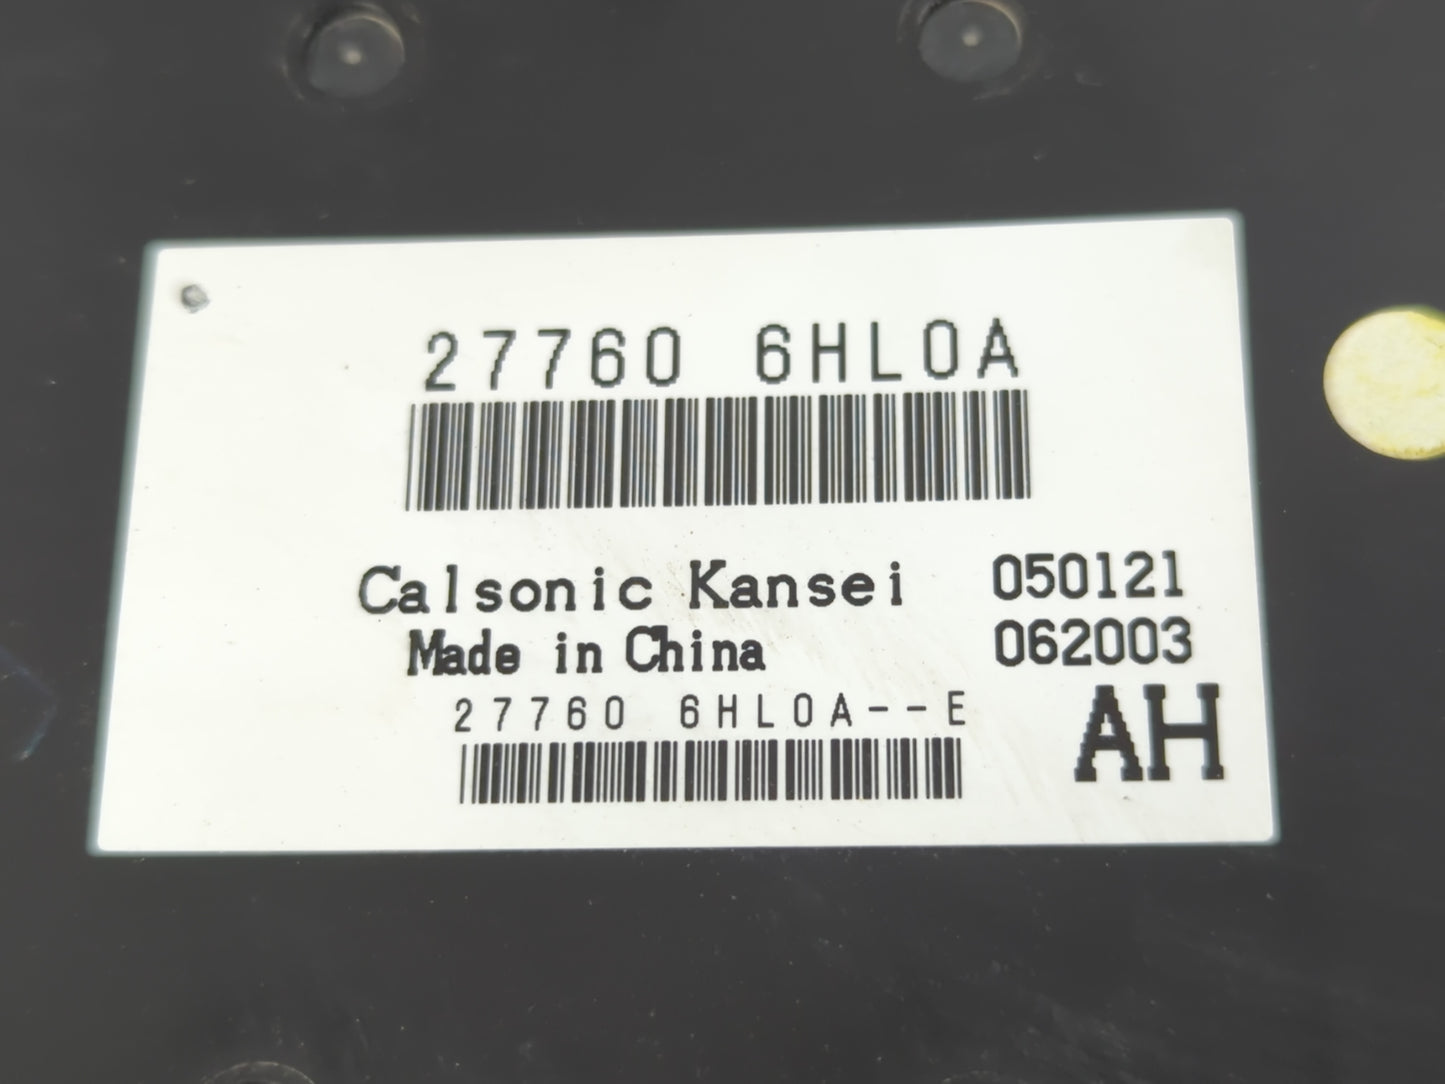 27760 6HL0A
Calsonic Kansei 050121
Made in China 062003
27760 6HL0A--E
AH